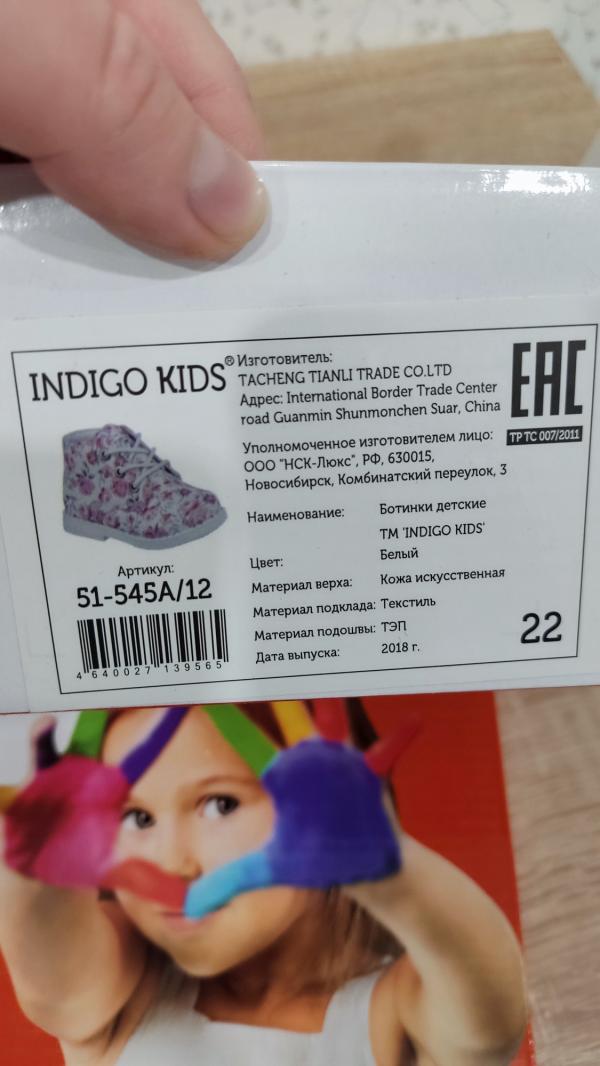 INDIGO KIDS®
Изготовитель:
TACHENG TIANLI TRADE CO.LTD
Адрес: International Border Trade Center
road Guanmin Shunmonchen Suar, China
EAC
ТР ТС 007/2011
Уполномоченное изготовителем лицо:
ООО "НСК-Люкс", РФ, 630015,
Новосибирск, Комбинатский переулок, 3
Наименование: Ботинки детские
ТМ 'INDIGO KIDS'
Цвет: Белый
Материал верха: Кожа искусственная
Материал подклада: Текстиль
Материал подошвы: ТЭП
Дата выпуска: 2018 г.
Артикул:
51-545A/12
4 640027 139565
22